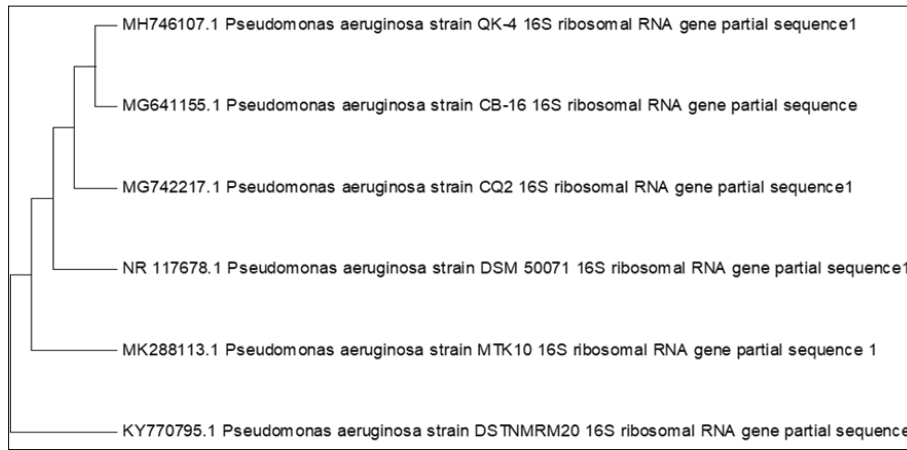 MH746107.1 Pseudomonas aeruginosa strain QK-4 16S ribosomal RNA gene partial sequence1
MG641155.1 Pseudomonas aeruginosa strain CB-16 16S ribosomal RNA gene partial sequence
MG742217.1 Pseudomonas aeruginosa strain CQ2 16S ribosomal RNA gene partial sequence1
NR 117678.1 Pseudomonas aeruginosa strain DSM 50071 16S ribosomal RNA gene partial sequence1
MK288113.1 Pseudomonas aeruginosa strain MTK10 16S ribosomal RNA gene partial sequence 1
KY770795.1 Pseudomonas aeruginosa strain DSTNMRM20 16S ribosomal RNA gene partial sequence